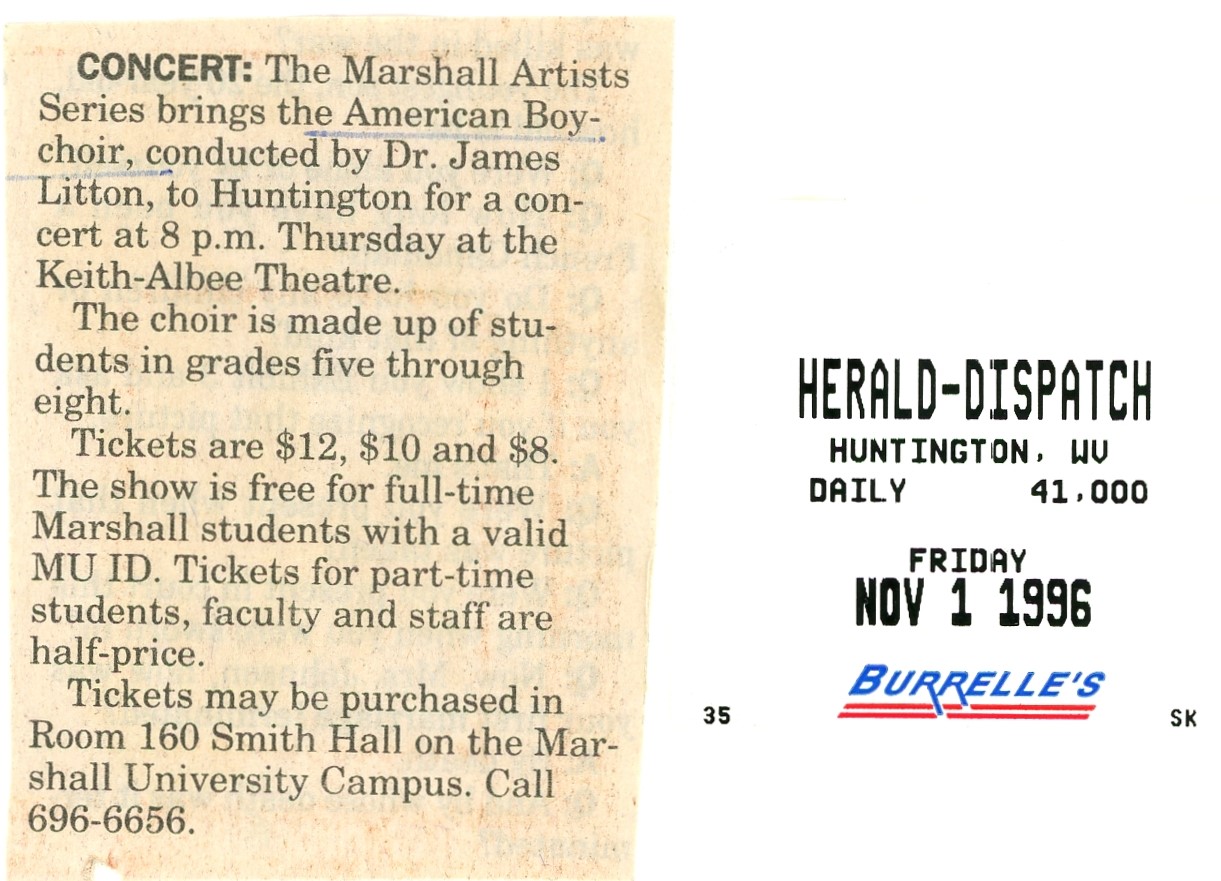 CONCERT: The Marshall Artists
Series brings the American Boy-
choir, conducted by Dr. James
Litton, to Huntington for a con-
cert at 8 p.m. Thursday at the
Keith-Albee Theatre.
The choir is made up of stu-
dents in grades five through
eight.
Tickets are $12, $10 and $8.
The show is free for full-time
Marshall students with a valid
MU ID. Tickets for part-time
students, faculty and staff are
half-price.
Tickets may be purchased in
Room 160 Smith Hall on the Mar-
shall University Campus. Call
696-6656.
HERALD-DISPATCH
HUNTINGTON, WV
DAILY 41,000
FRIDAY
NOV 1 1996
BURRELLE'S
35 SK